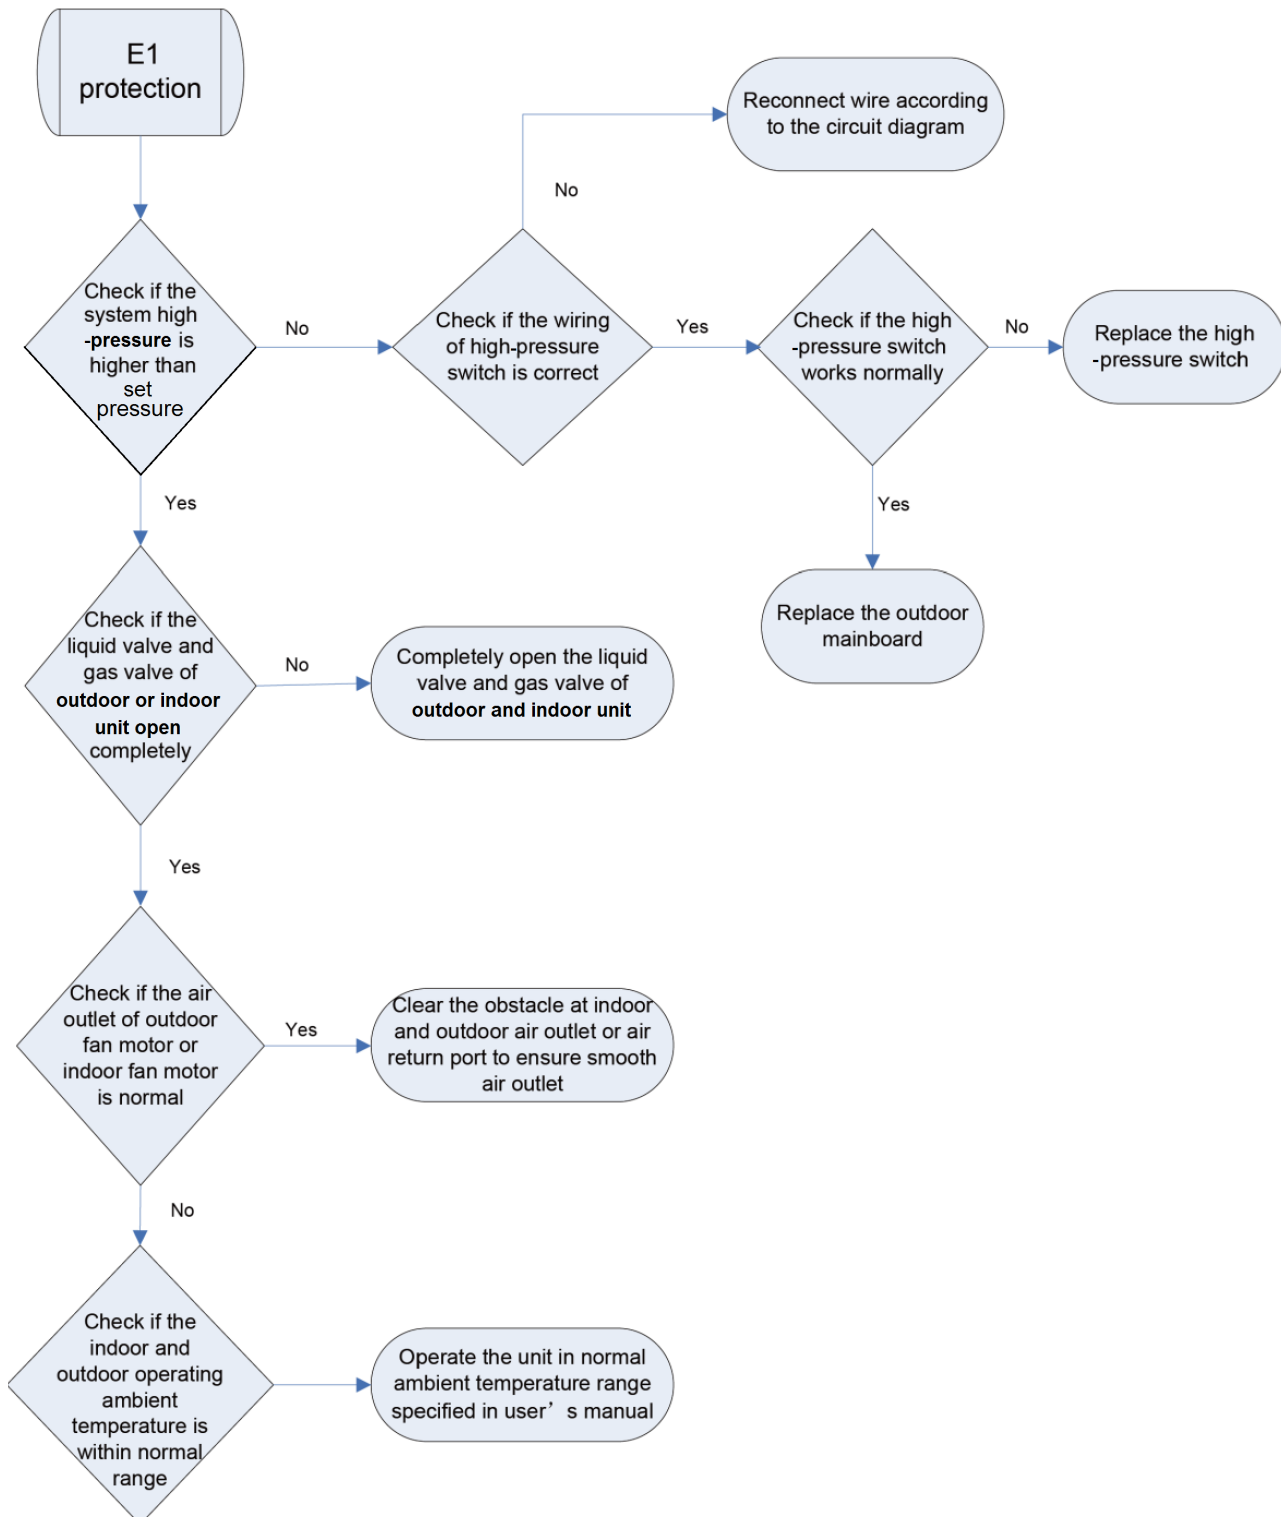 E1
protection
Reconnect wire according
to the circuit diagram
No
Check if the
system high
-pressure is
higher than
set
pressure
No
Check if the wiring
of high-pressure
switch is correct
Yes
Check if the high
-pressure switch
works normally
No
Replace the high
-pressure switch
Yes
Yes
Replace the outdoor
mainboard
Check if the
liquid valve and
gas valve of
outdoor or indoor
unit open
completely
No
Completely open the liquid
valve and gas valve of
outdoor and indoor unit
Yes
Check if the air
outlet of outdoor
fan motor or
indoor fan motor
is normal
Yes
Clear the obstacle at indoor
and outdoor air outlet or air
return port to ensure smooth
air outlet
No
Check if the
indoor and
outdoor operating
ambient
temperature is
within normal
range
Operate the unit in normal
ambient temperature range
specified in user’ s manual